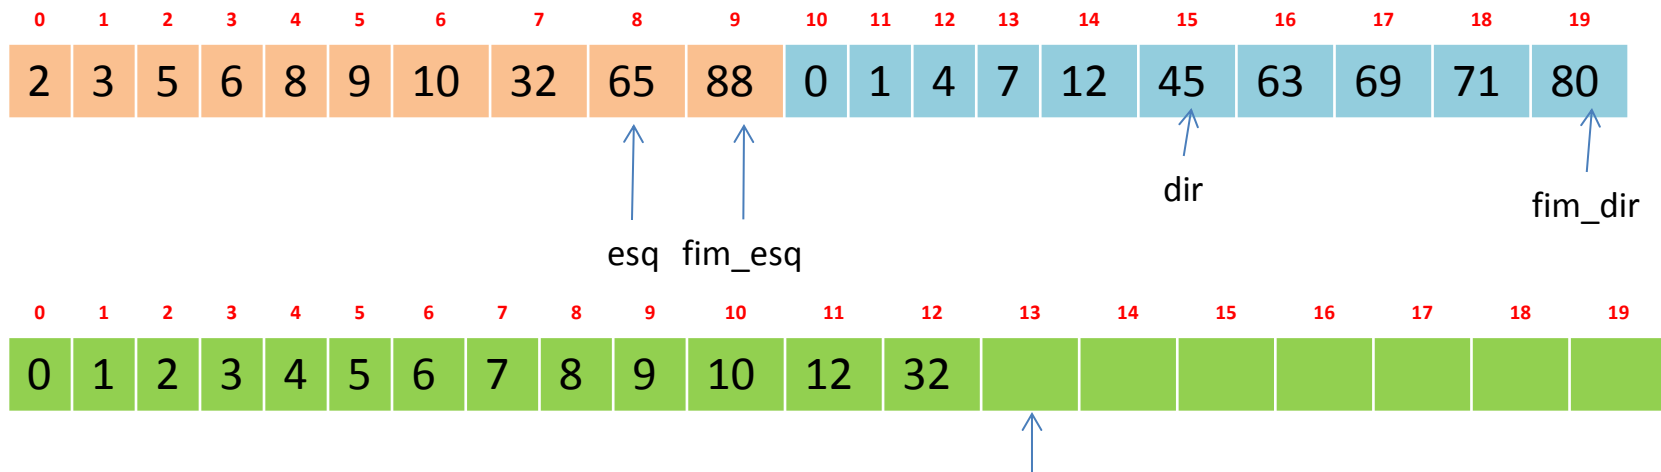 0 1 2 3 4 5 6 7 8 9 10 11 12 13 14 15 16 17 18 19
2 3 5 6 8 9 10 32 65 88 0 1 4 7 12 45 63 69 71 80
dir
fim_dir
esq fim_esq
0 1 2 3 4 5 6 7 8 9 10 11 12 13 14 15 16 17 18 19
0 1 2 3 4 5 6 7 8 9 10 12 32